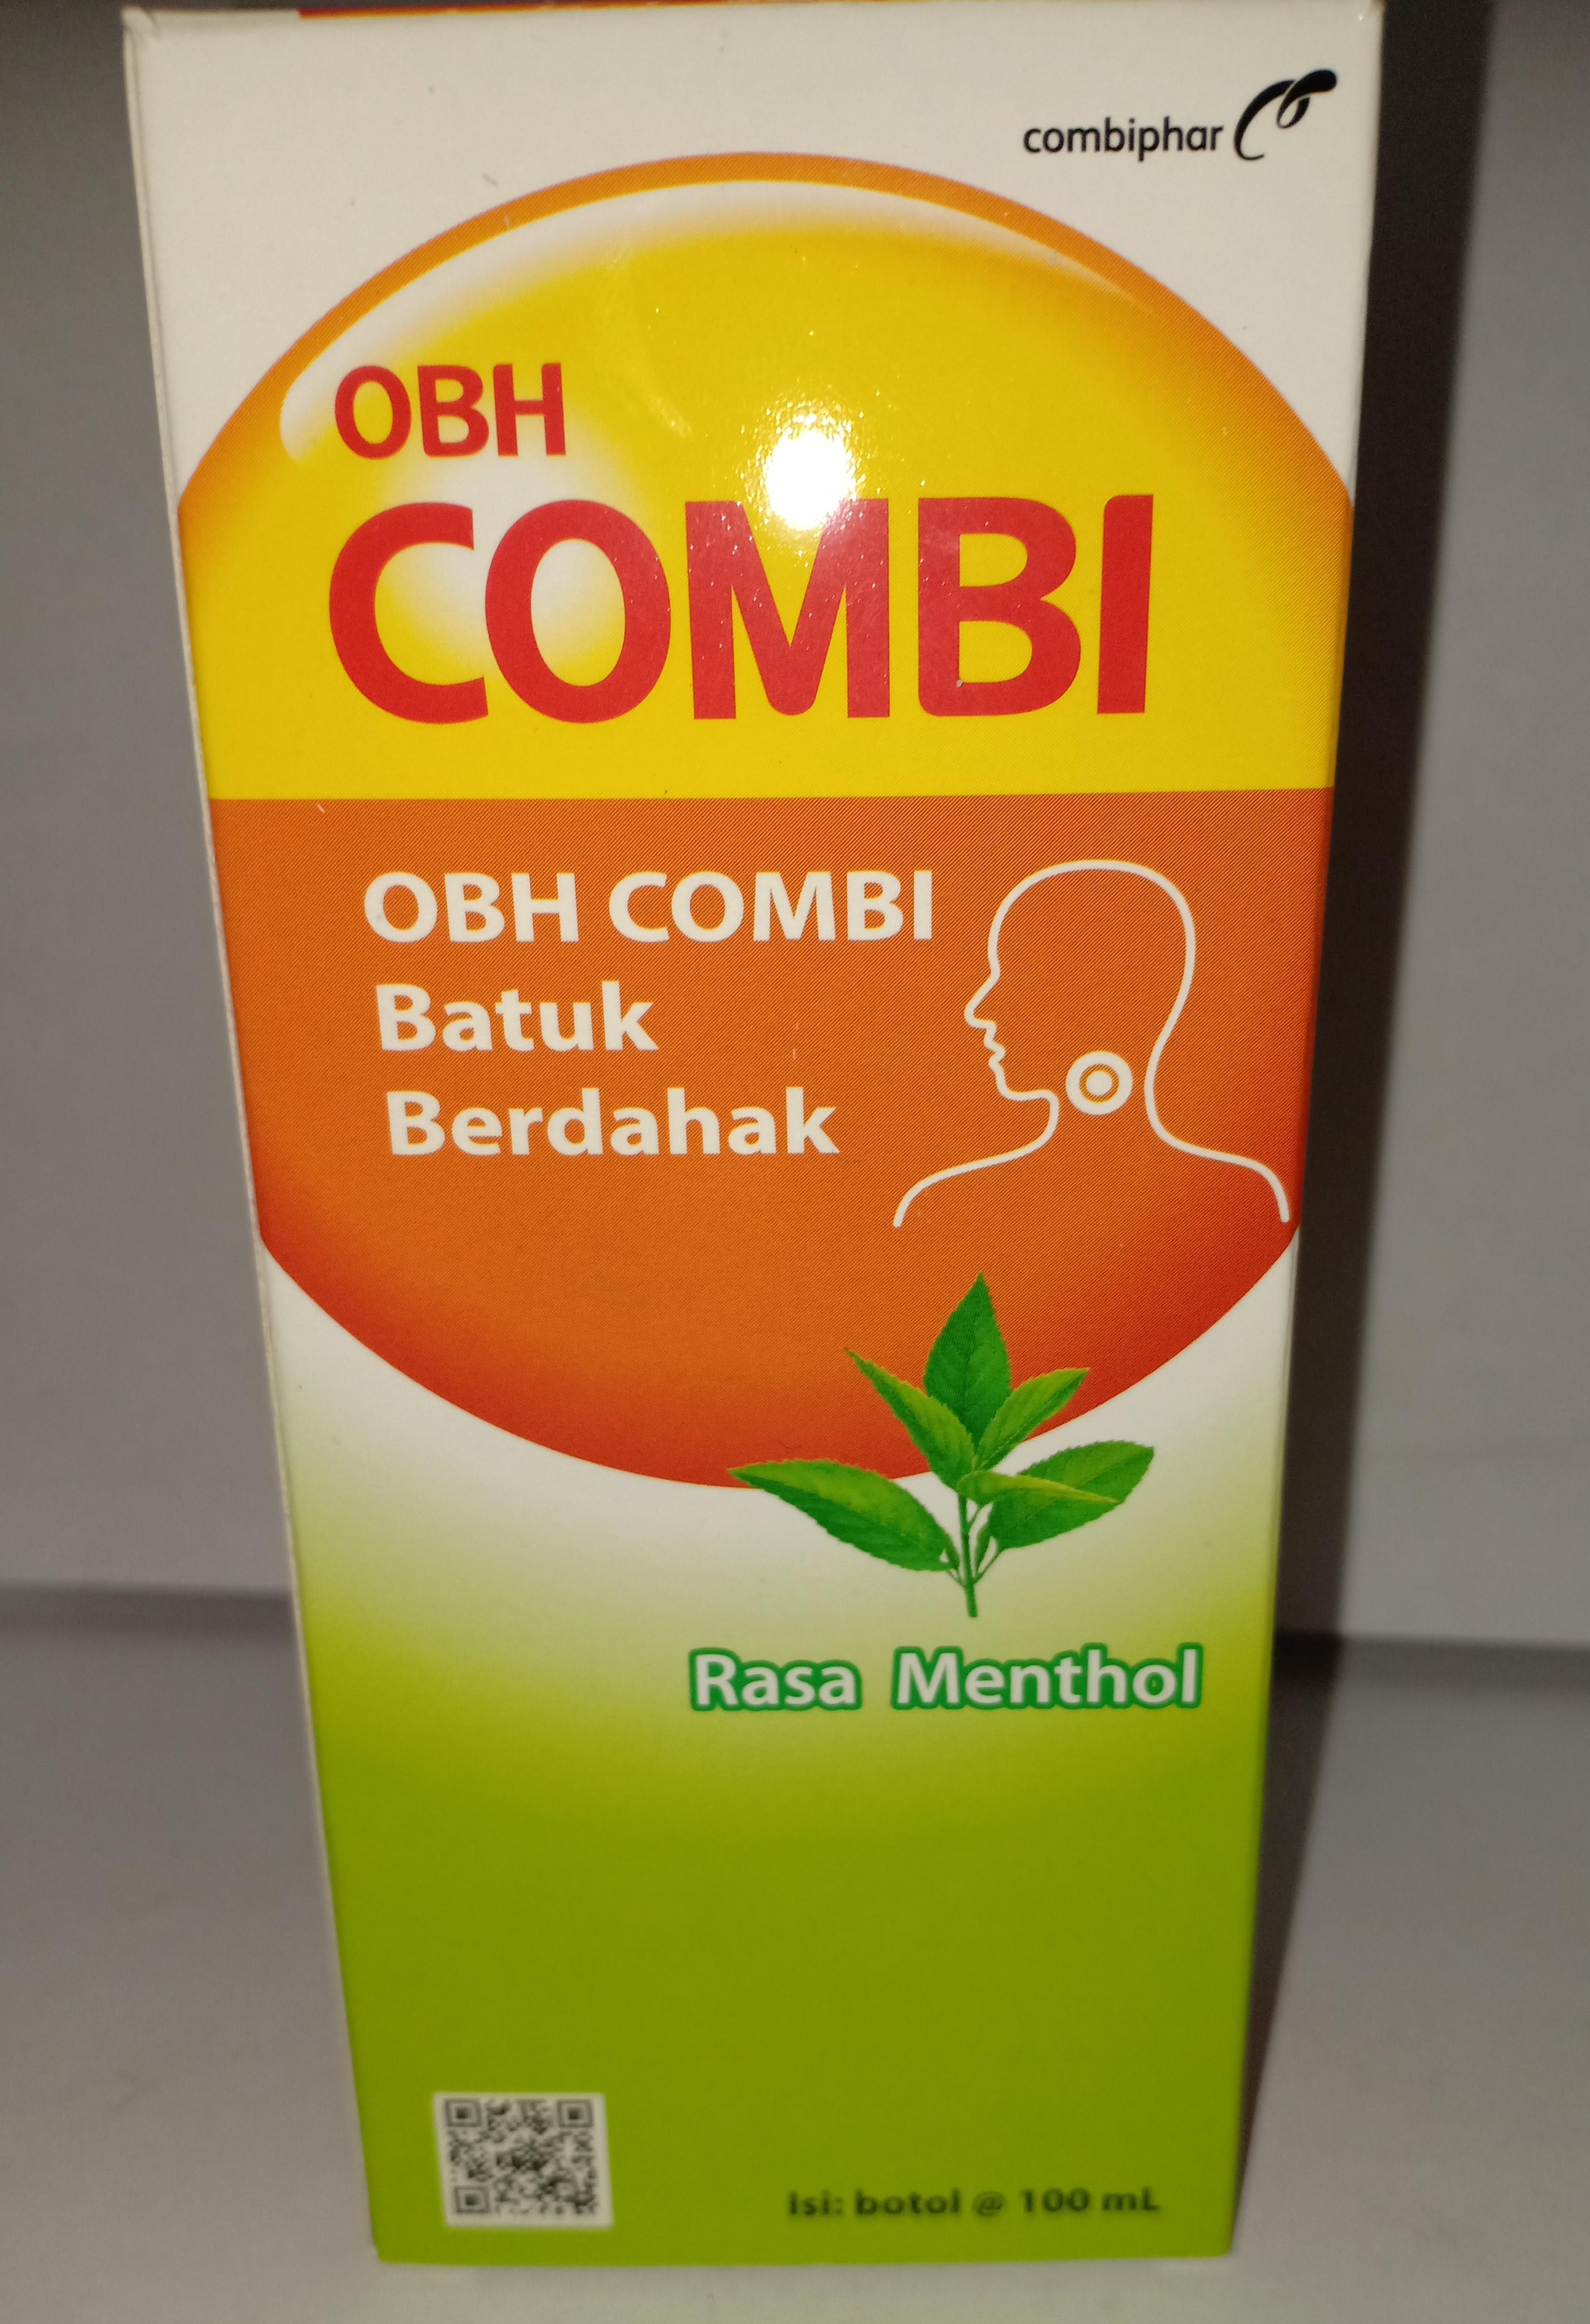 combiphar
OBH
COMBI
OBH COMBI
Batuk
Berdahak
Rasa Menthol
Isi: botol @ 100 mL